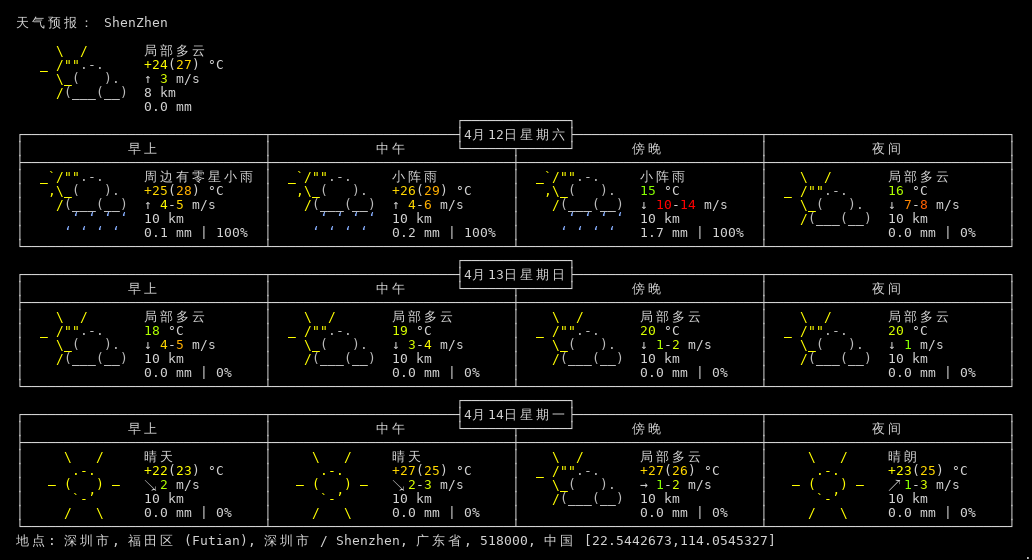 天气预报： ShenZhen
局部多云
+24(27) °C
↑ 3 m/s
8 km
0.0 mm
4月12日星期六
早上 中午 傍晚 夜间
周边有零星小雨 小阵雨 小阵雨 局部多云
+25(28) °C +26(29) °C 15 °C 16 °C
↑ 4-5 m/s ↑ 4-6 m/s ↓ 10-14 m/s ↓ 7-8 m/s
10 km 10 km 10 km 10 km
0.1 mm | 100% 0.2 mm | 100% 1.7 mm | 100% 0.0 mm | 0%
4月13日星期日
早上 中午 傍晚 夜间
局部多云 局部多云 局部多云 局部多云
18 °C 19 °C 20 °C 20 °C
↓ 4-5 m/s ↓ 3-4 m/s ↓ 1-2 m/s ↓ 1 m/s
10 km 10 km 10 km 10 km
0.0 mm | 0% 0.0 mm | 0% 0.0 mm | 0% 0.0 mm | 0%
4月14日星期一
早上 中午 傍晚 夜间
晴天 晴天 局部多云 晴朗
+22(23) °C +27(25) °C +27(26) °C +23(25) °C
↘ 2 m/s ↘ 2-3 m/s → 1-2 m/s ↗ 1-3 m/s
10 km 10 km 10 km 10 km
0.0 mm | 0% 0.0 mm | 0% 0.0 mm | 0% 0.0 mm | 0%
地点: 深圳市, 福田区 (Futian), 深圳市 / Shenzhen, 广东省, 518000, 中国 [22.5442673,114.0545327]